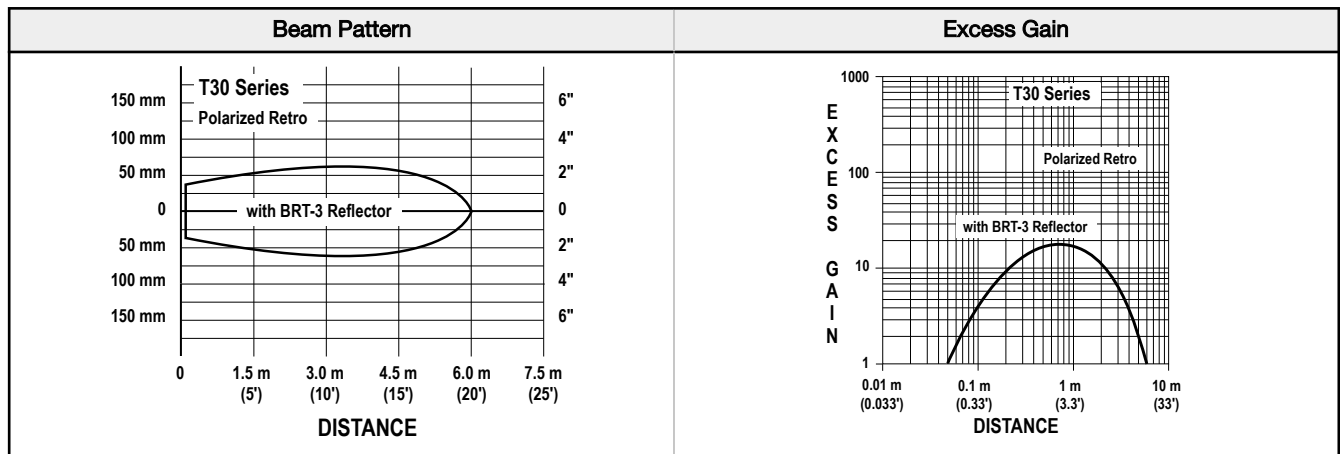 Beam Pattern
Excess Gain
T30 Series
Polarized Retro
with BRT-3 Reflector
150 mm
100 mm
50 mm
0
50 mm
100 mm
150 mm
6"
4"
2"
0
2"
4"
6"
0
1.5 m
(5')
3.0 m
(10')
4.5 m
(15')
6.0 m
(20')
7.5 m
(25')
DISTANCE
EXCESS GAIN
1000
100
10
1
T30 Series
Polarized Retro
with BRT-3 Reflector
0.01 m
(0.033')
0.1 m
(0.33')
1 m
(3.3')
10 m
(33')
DISTANCE